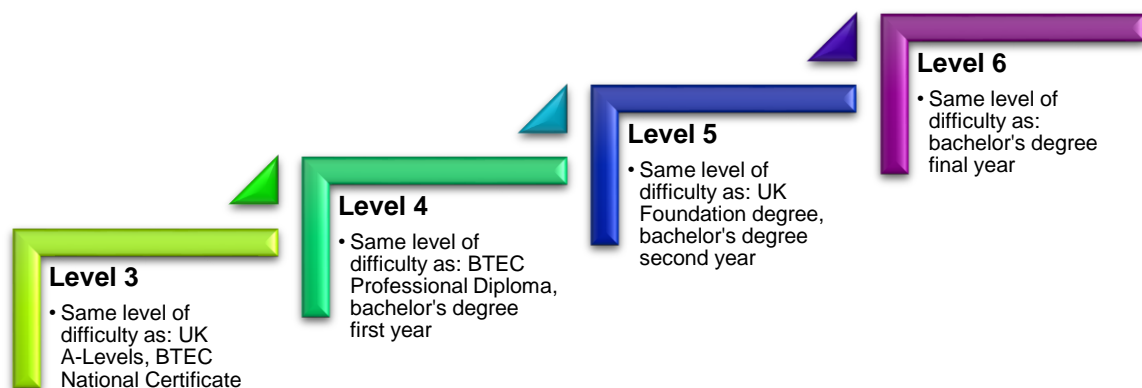 Level 3
• Same level of
difficulty as: UK
A-Levels, BTEC
National Certificate
Level 4
• Same level of
difficulty as: BTEC
Professional Diploma,
bachelor's degree
first year
Level 5
• Same level of
difficulty as: UK
Foundation degree,
bachelor's degree
second year
Level 6
• Same level of
difficulty as:
bachelor's degree
final year